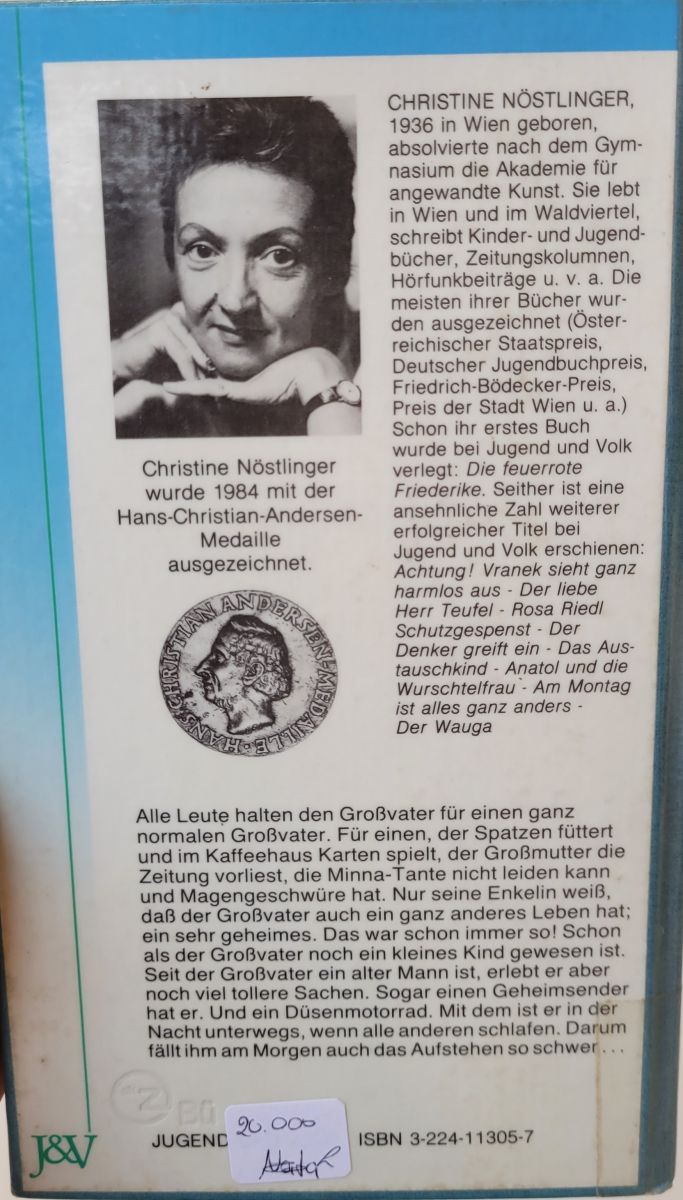 CHRISTINE NÖSTLINGER,
1936 in Wien geboren,
absolvierte nach dem Gym-
nasium die Akademie für
angewandte Kunst. Sie lebt
in Wien und im Waldviertel,
schreibt Kinder- und Jugend-
bücher, Zeitungskolumnen,
Hörfunkbeiträge u. v. a. Die
meisten ihrer Bücher wur-
den ausgezeichnet (Öster-
reichischer Staatspreis,
Deutscher Jugendbuchpreis,
Friedrich-Bödecker-Preis,
Preis der Stadt Wien u. a.)
Schon ihr erstes Buch
wurde bei Jugend und Volk
verlegt: Die feuerrote
Friederike. Seither ist eine
ansehnliche Zahl weiterer
erfolgreicher Titel bei
Jugend und Volk erschienen:
Achtung! Vranek sieht ganz
harmlos aus - Der liebe
Herr Teufel - Rosa Riedl
Schutzgespenst - Der
Denker greift ein - Das Aus-
tauschkind - Anatol und die
Wurschtelfrau - Am Montag
ist alles ganz anders -
Der Wauga
Christine Nöstlinger
wurde 1984 mit der
Hans-Christian-Andersen-
Medaille
ausgezeichnet.
HANS-CHRISTIAN ANDERSEN-MEDAILLE
Alle Leute halten den Großvater für einen ganz
normalen Großvater. Für einen, der Spatzen füttert
und im Kaffeehaus Karten spielt, der Großmutter die
Zeitung vorliest, die Minna-Tante nicht leiden kann
und Magengeschwüre hat. Nur seine Enkelin weiß,
daß der Großvater auch ein ganz anderes Leben hat;
ein sehr geheimes. Das war schon immer so! Schon
als der Großvater noch ein kleines Kind gewesen ist.
Seit der Großvater ein alter Mann ist, erlebt er aber
noch viel tollere Sachen. Sogar einen Geheimsender
hat er. Und ein Düsenmotorrad. Mit dem ist er in der
Nacht unterwegs, wenn alle anderen schlafen. Darum
fällt ihm am Morgen auch das Aufstehen so schwer...
Z Bü
20.000
J&V
JUGEND
ISBN 3-224-11305-7